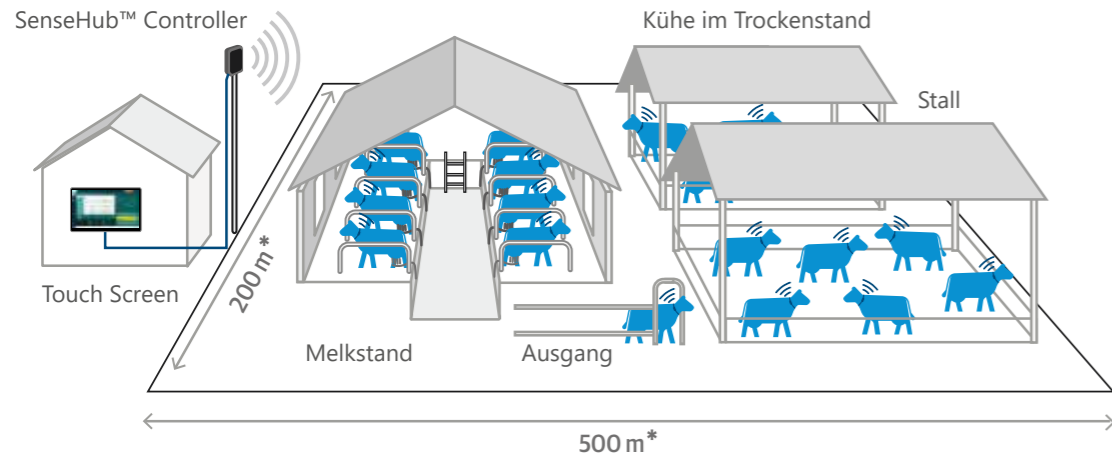 SenseHub™ Controller
Kühe im Trockenstand
Stall
Touch Screen
200 m*
Melkstand
Ausgang
500 m*